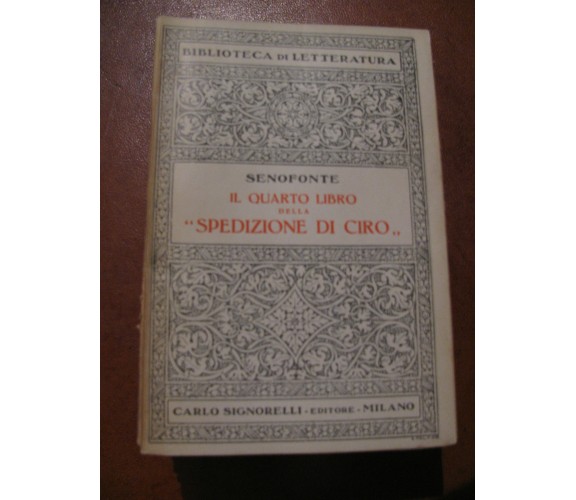 BIBLIOTECA DI LETTERATURA
SENOFONTE
IL QUARTO LIBRO
DELLA
"SPEDIZIONE DI CIRO„
CARLO SIGNORELLI - EDITORE - MILANO